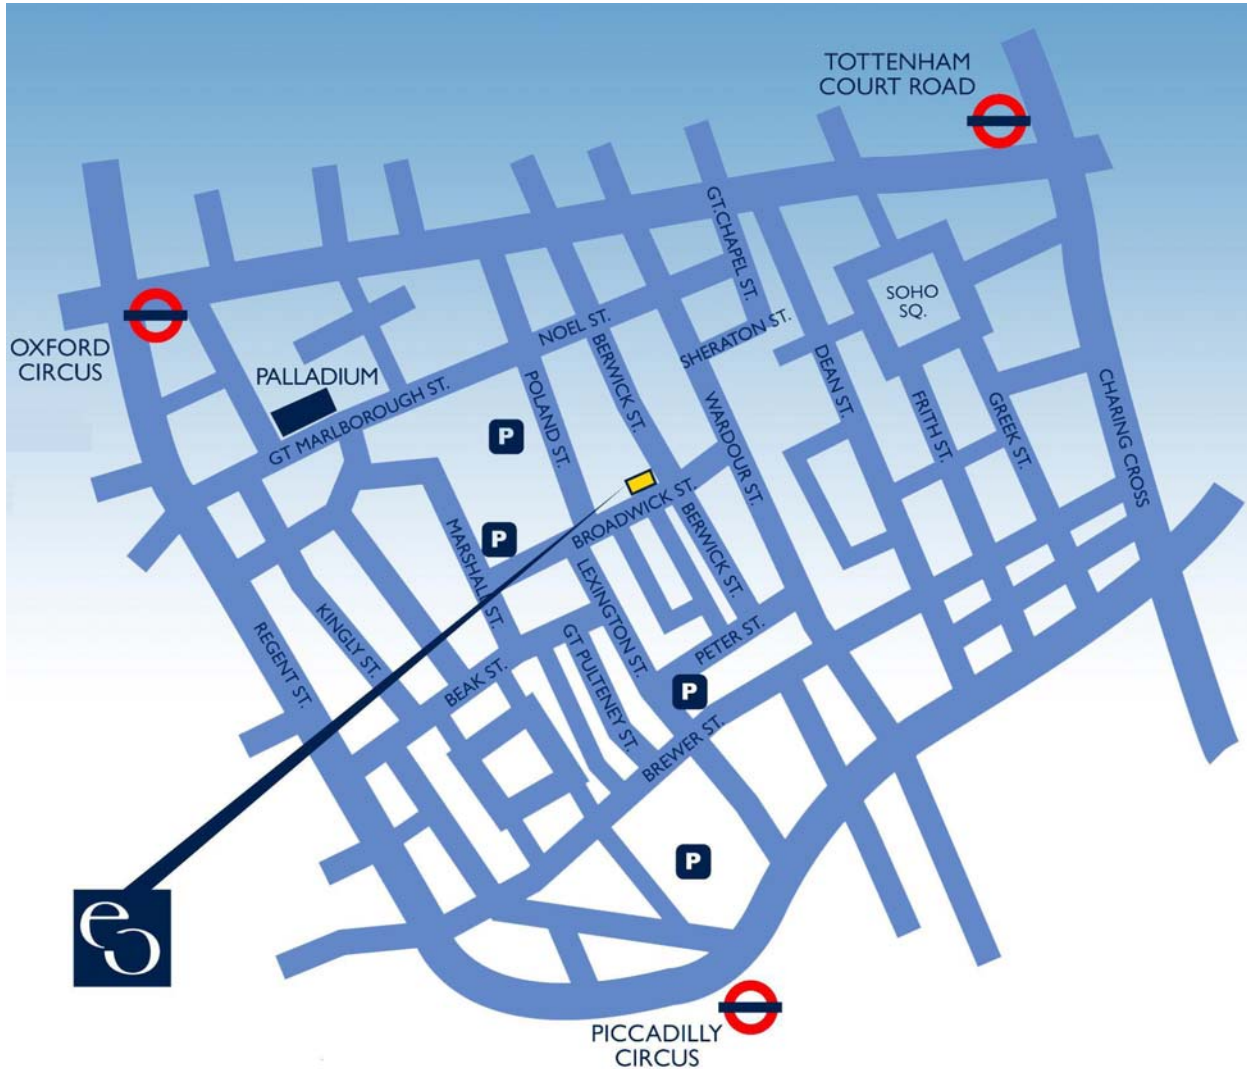 TOTTENHAM
COURT ROAD
GT.CHAPEL ST.
SOHO
SQ.
OXFORD
CIRCUS
NOEL ST.
SHERATON ST.
PALLADIUM
GT MARLBOROUGH ST.
BERWICK ST.
POLAND ST.
DEAN ST.
WARDOUR ST.
FRITH ST.
GREEK ST.
CHARING CROSS
P
BROADWICK ST.
P
MARSHALL ST.
BERWICK ST.
LEXINGTON ST.
KINGLY ST.
REGENT ST.
GT PULTENEY ST.
PETER ST.
BEAK ST.
P
BREWER ST.
P
PICCADILLY
CIRCUS